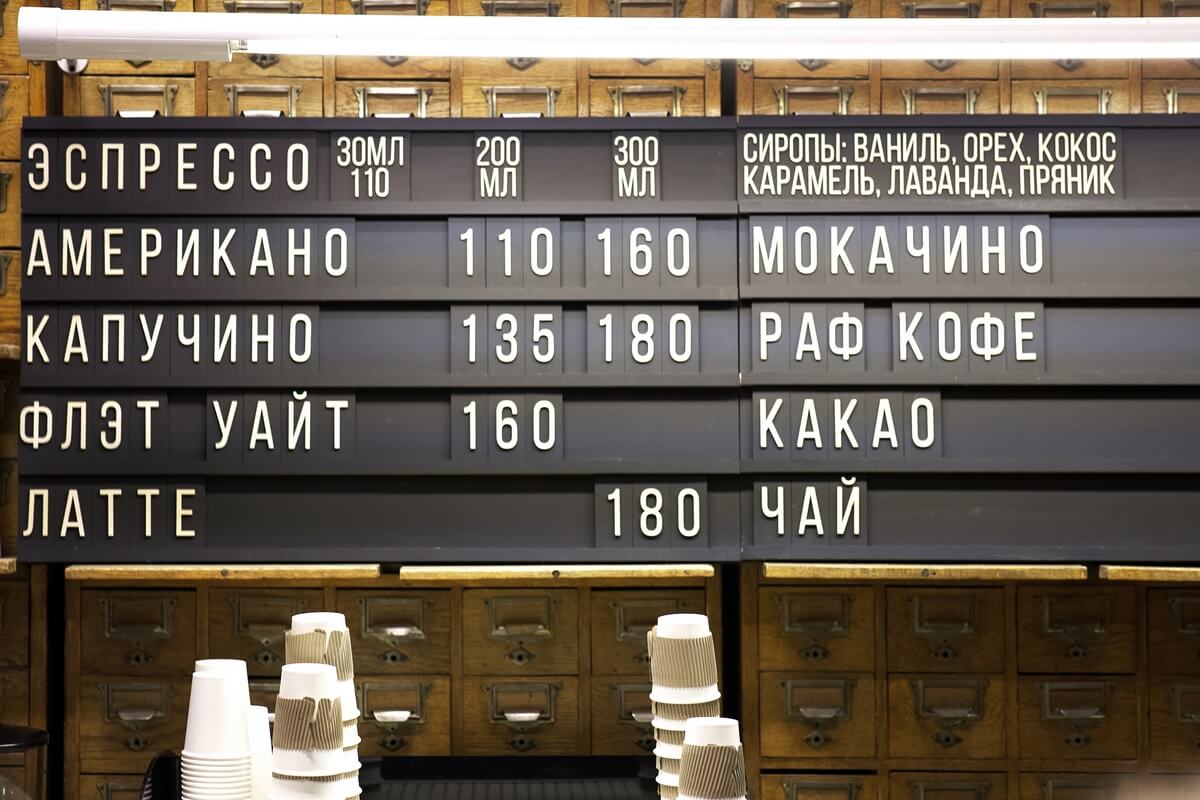 ЭСПРЕССО 30МЛ 200 300
110 МЛ МЛ
АМЕРИКАНО 110 160
КАПУЧИНО 135 180
ФЛЭТ УАЙТ 160
ЛАТТЕ 180
СИРОПЫ: ВАНИЛЬ, ОРЕХ, КОКОС
КАРАМЕЛЬ, ЛАВАНДА, ПРЯНИК
МОКАЧИНО
РАФ КОФЕ
КАКАО
ЧАЙ